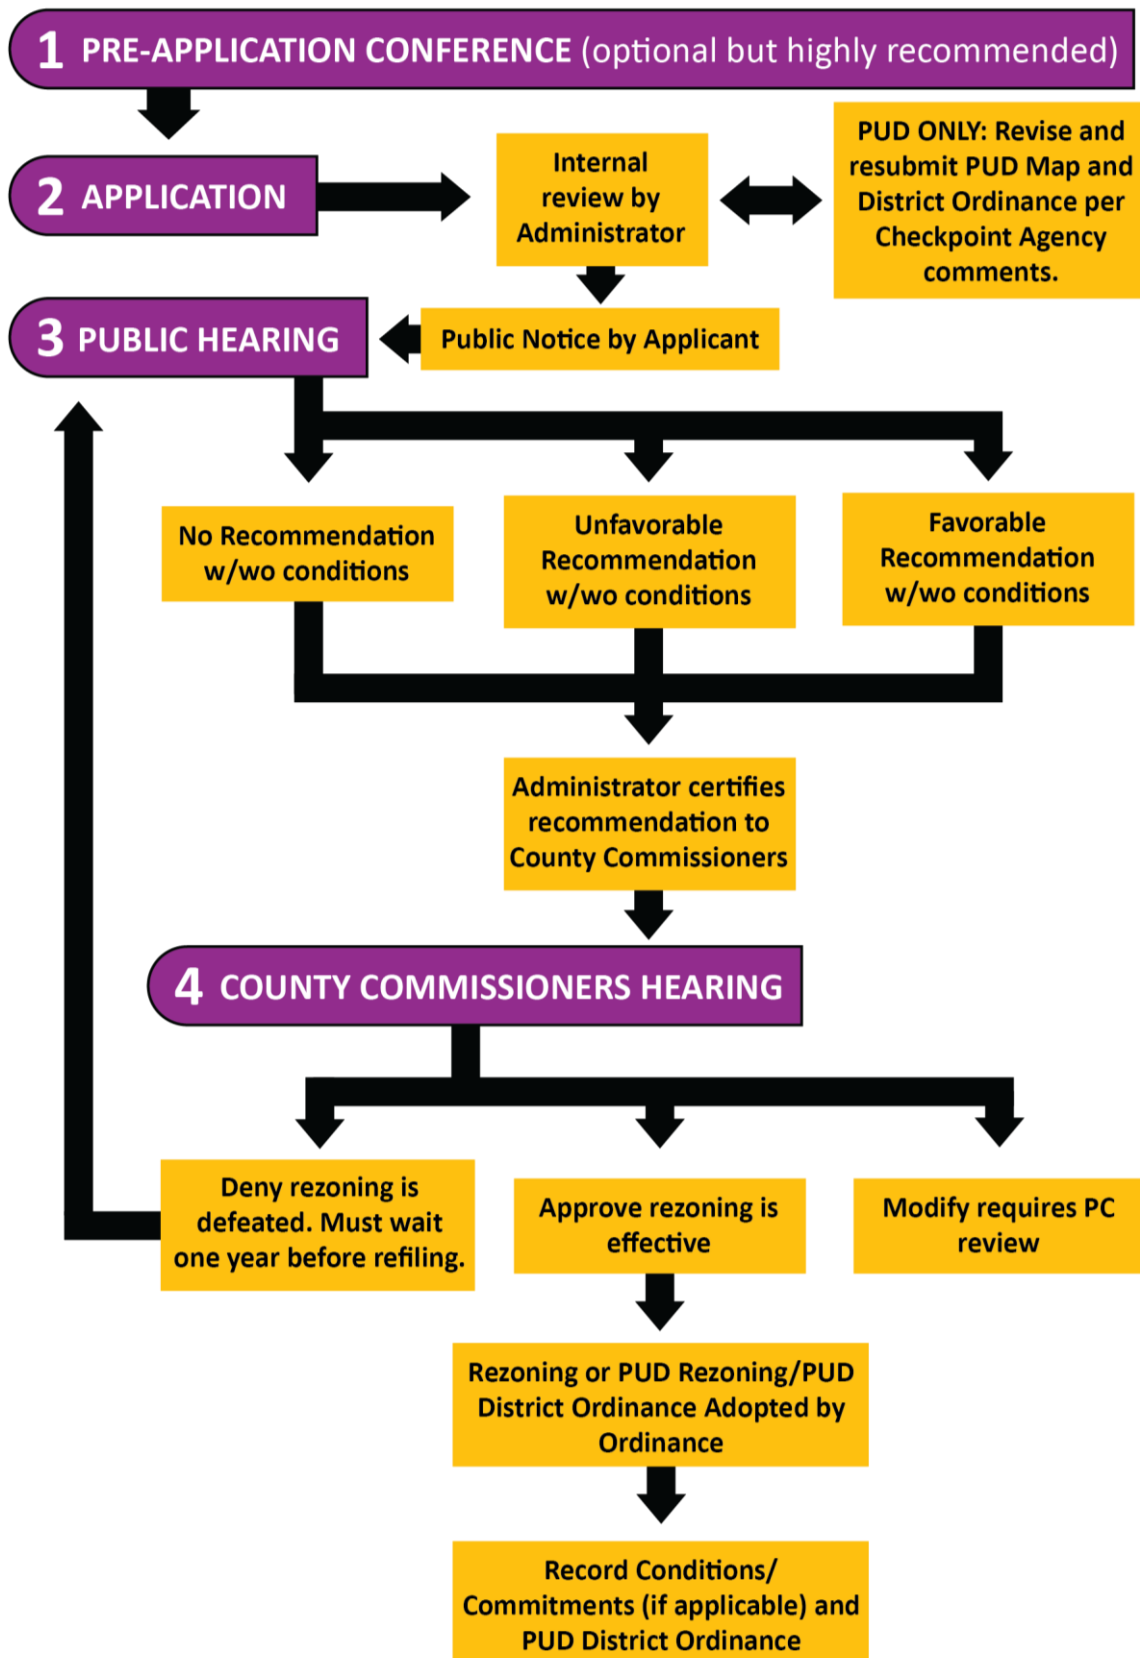 1 PRE-APPLICATION CONFERENCE (optional but highly recommended)
2 APPLICATION
Internal
review by
Administrator
PUD ONLY: Revise and
resubmit PUD Map and
District Ordinance per
Checkpoint Agency
comments.
Public Notice by Applicant
3 PUBLIC HEARING
No Recommendation
w/wo conditions
Unfavorable
Recommendation
w/wo conditions
Favorable
Recommendation
w/wo conditions
Administrator certifies
recommendation to
County Commissioners
4 COUNTY COMMISSIONERS HEARING
Deny rezoning is
defeated. Must wait
one year before refiling.
Approve rezoning is
effective
Modify requires PC
review
Rezoning or PUD Rezoning/PUD
District Ordinance Adopted by
Ordinance
Record Conditions/
Commitments (if applicable) and
PUD District Ordinance